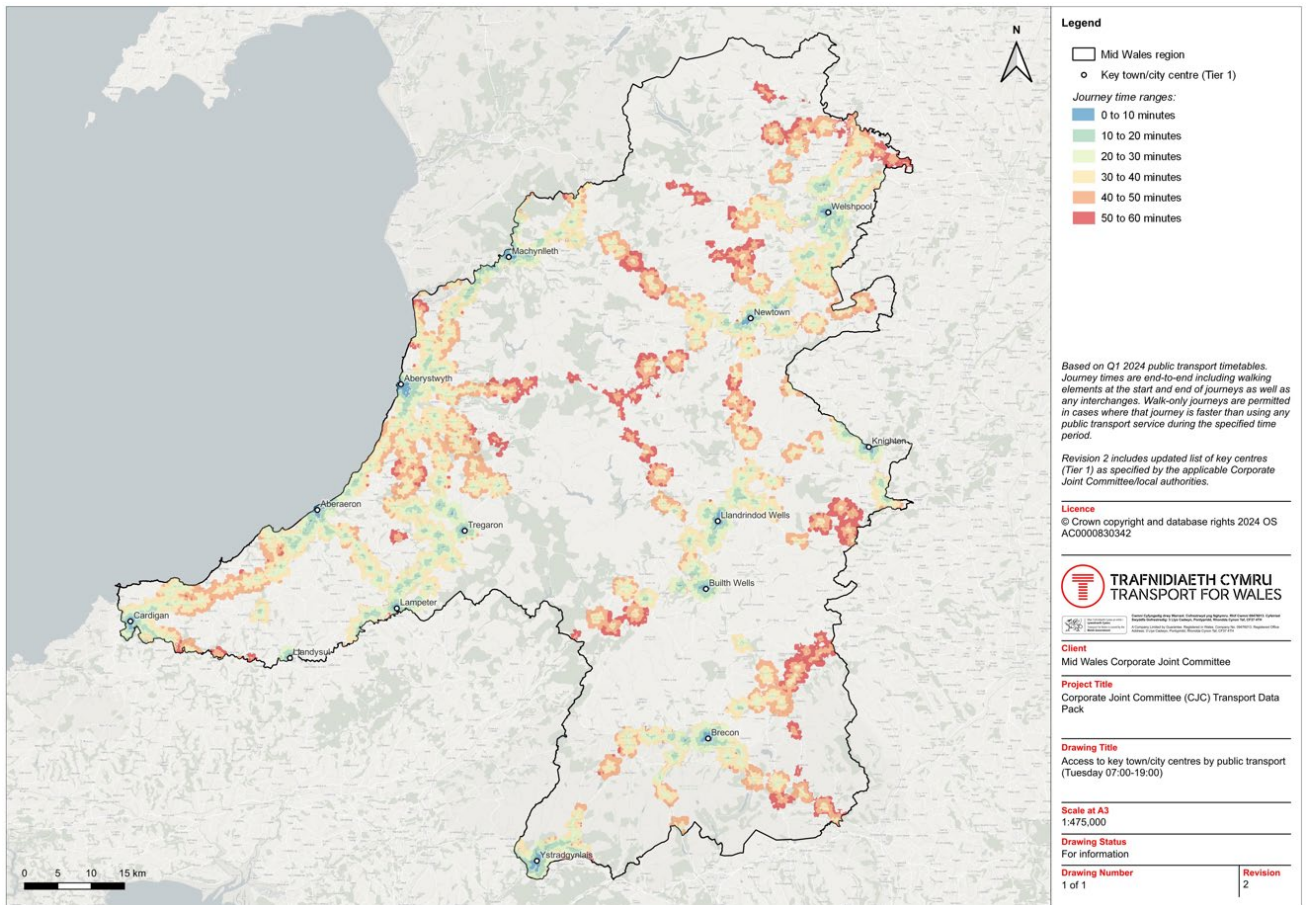 N
Welshpool
Machynlleth
Newtown
Aberystwyth
Knighton
Aberaeron
Llandrindod Wells
Tregaron
Builth Wells
Lampeter
Cardigan
Llandysul
Brecon
Ystradgynlais
0 5 10 15 km
Legend
Mid Wales region
Key town/city centre (Tier 1)
Journey time ranges:
0 to 10 minutes
10 to 20 minutes
20 to 30 minutes
30 to 40 minutes
40 to 50 minutes
50 to 60 minutes
Based on Q1 2024 public transport timetables.
Journey times are end-to-end including walking
elements at the start and end of journeys as well
as any interchanges. Walk-only journeys are permitted
in cases where that journey is faster than using any
public transport service during the specified time
period.
Revision 2 includes updated list of key centres
(Tier 1) as specified by the applicable Corporate
Joint Committee/local authorities.
Licence
© Crown copyright and database rights 2024 OS
AC0000830342
TRAFNIDIAETH CYMRU
TRANSPORT FOR WALES
Client
Mid Wales Corporate Joint Committee
Project Title
Corporate Joint Committee (CJC) Transport Data
Pack
Drawing Title
Access to key town/city centres by public transport
(Tuesday 07:00-19:00)
Scale at A3
1:475,000
Drawing Status
For information
Drawing Number
1 of 1
Revision
2